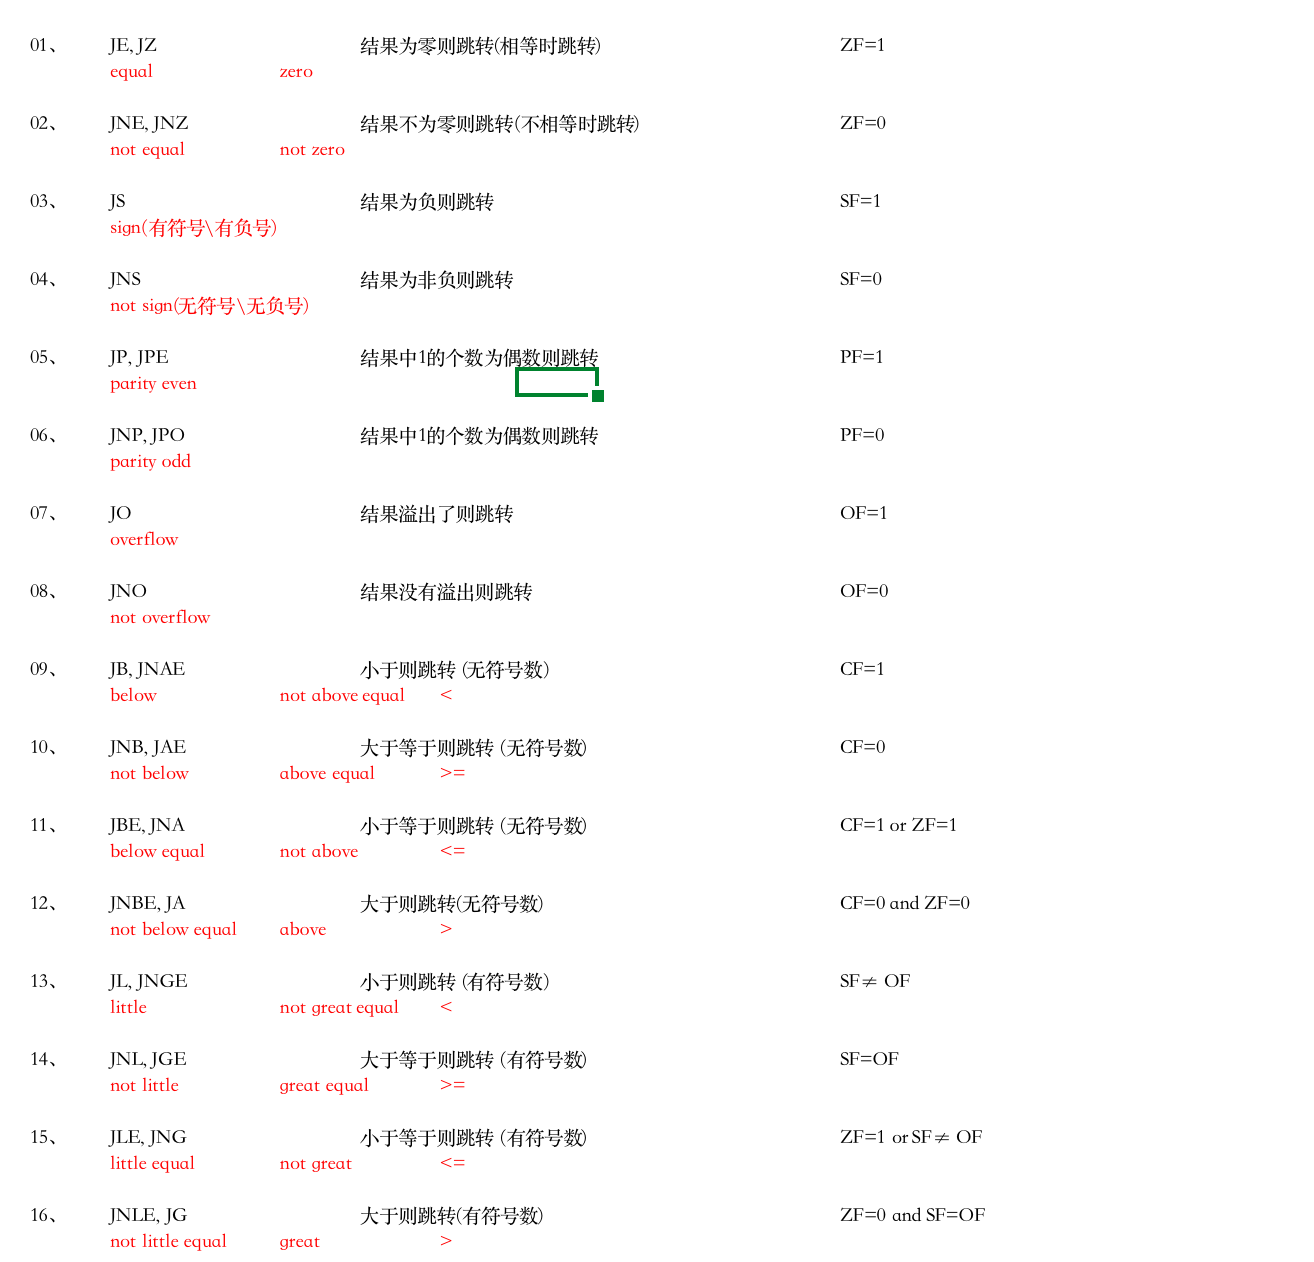 01、 JE, JZ 结果为零则跳转(相等时跳转) ZF=1
equal zero
02、 JNE, JNZ 结果不为零则跳转(不相等时跳转) ZF=0
not equal not zero
03、 JS 结果为负则跳转 SF=1
sign(有符号\有负号)
04、 JNS 结果为非负则跳转 SF=0
not sign(无符号\无负号)
05、 JP, JPE 结果中1的个数为偶数则跳转 PF=1
parity even
06、 JNP, JPO 结果中1的个数为偶数则跳转 PF=0
parity odd
07、 JO 结果溢出了则跳转 OF=1
overflow
08、 JNO 结果没有溢出则跳转 OF=0
not overflow
09、 JB, JNAE 小于则跳转 (无符号数) CF=1
below not above equal <
10、 JNB, JAE 大于等于则跳转 (无符号数) CF=0
not below above equal >=
11、 JBE, JNA 小于等于则跳转 (无符号数) CF=1 or ZF=1
below equal not above <=
12、 JNBE, JA 大于则跳转(无符号数) CF=0 and ZF=0
not below equal above >
13、 JL, JNGE 小于则跳转 (有符号数) SF≠ OF
little not great equal <
14、 JNL, JGE 大于等于则跳转 (有符号数) SF=OF
not little great equal >=
15、 JLE, JNG 小于等于则跳转 (有符号数) ZF=1 or SF≠ OF
little equal not great <=
16、 JNLE, JG 大于则跳转(有符号数) ZF=0 and SF=OF
not little equal great >